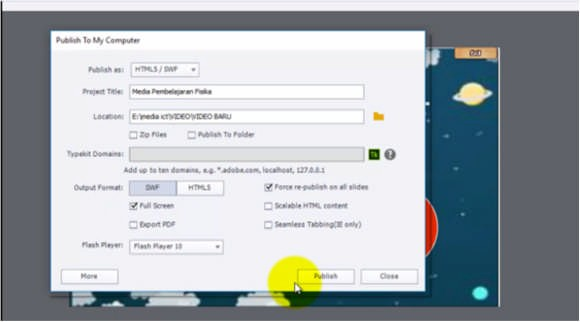 Publish To My Computer
Publish as: HTML5 / SWF
Project Title: Media Pembelajaran Fisika
Location: E:\media ict\VIDEO\VIDEO BARU
Zip Files Publish To Folder
Typekit Domains: Tk ?
Add up to ten domains, e.g. *.adobe.com, localhost, 127.0.0.1
Output Format: SWF HTML5 Force re-publish on all slides
Full Screen Scalable HTML content
Export PDF Seamless Tabbing(IE only)
Flash Player: Flash Player 10
More Publish Close